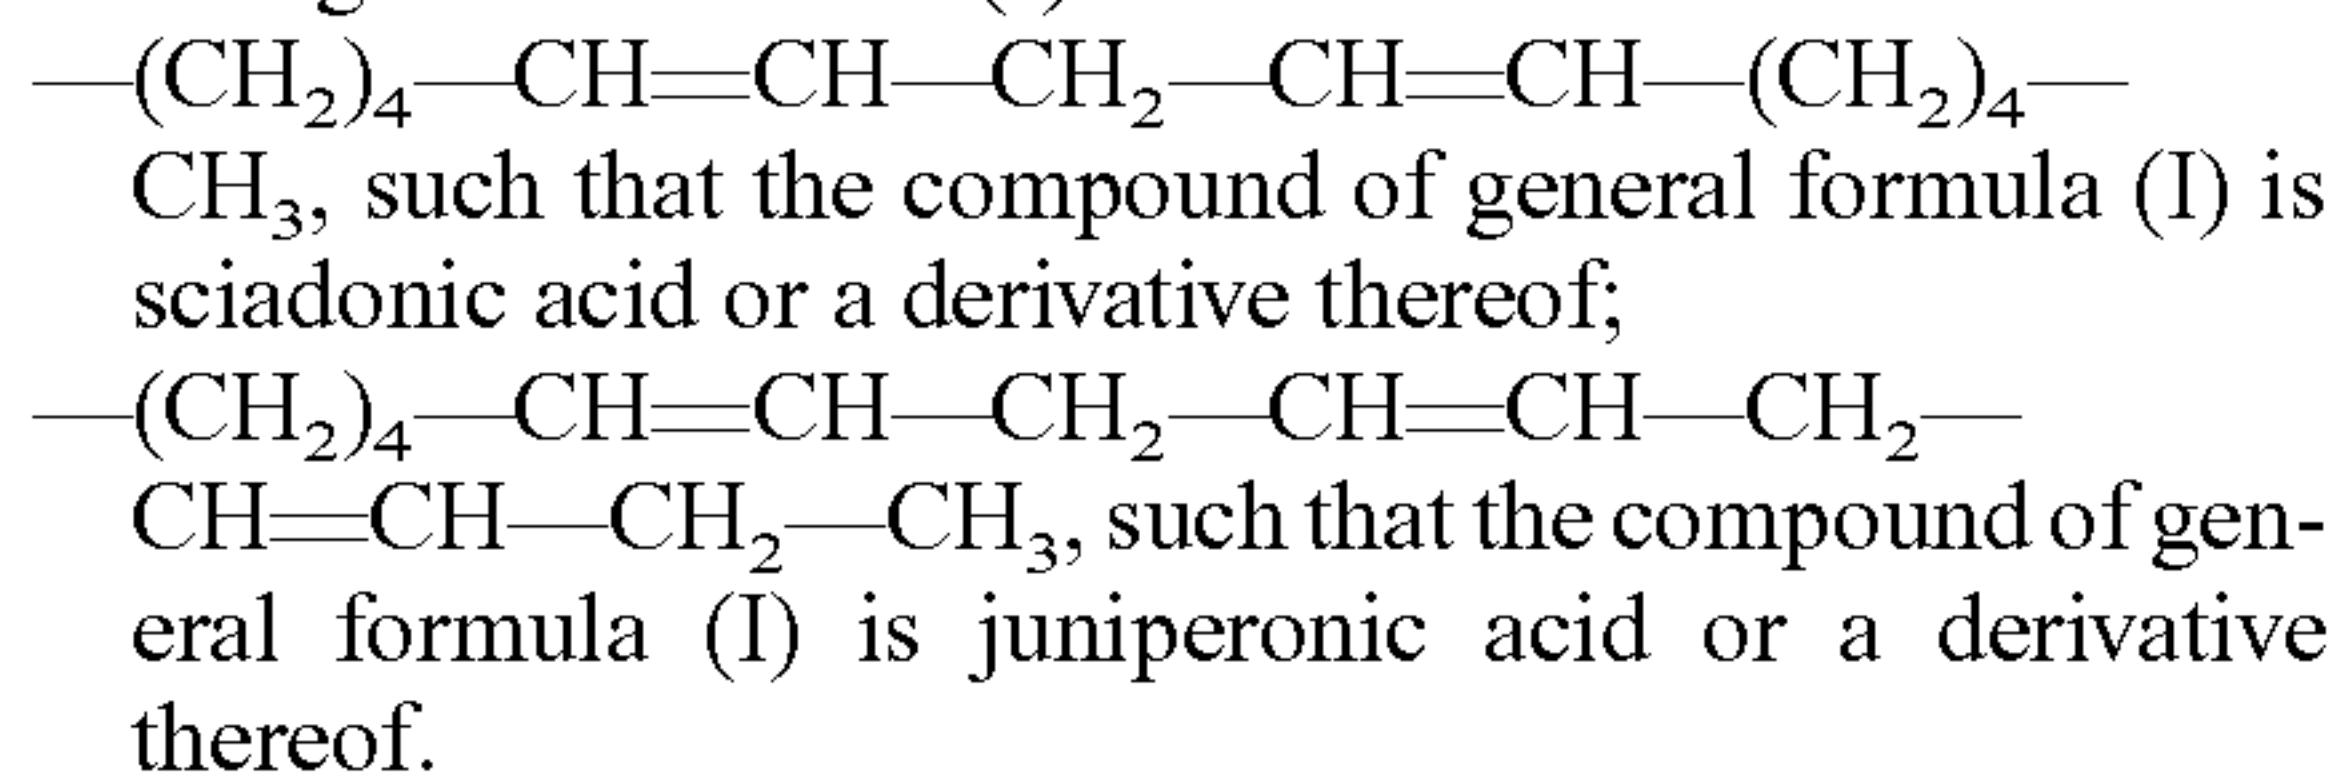 —(CH₂)₄—CH=CH—CH₂—CH=CH—(CH₂)₄—
CH₃, such that the compound of general formula (I) is
sciadonic acid or a derivative thereof;
—(CH₂)₄—CH=CH—CH₂—CH=CH—CH₂—
CH=CH—CH₂—CH₃, such that the compound of gen-
eral formula (I) is juniperonic acid or a derivative
thereof.